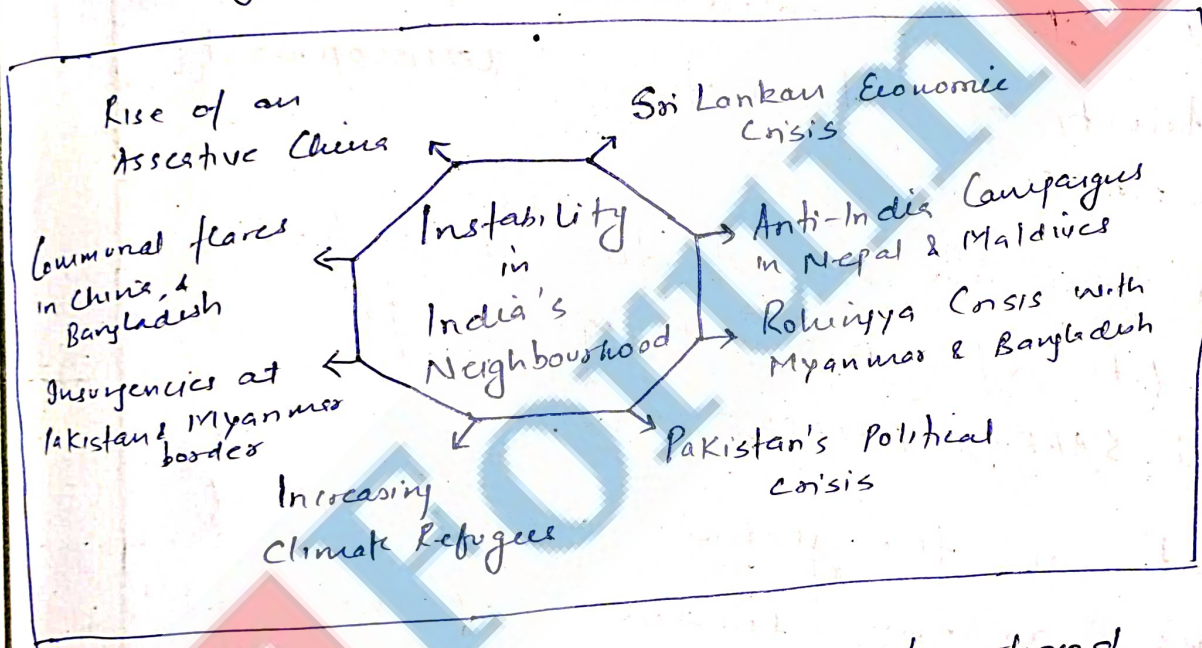 Rise of an
Assertive China
Sri Lankan Economic
Crisis
Instability
in
India's
Neighbourhood
Anti-India Campaigns
in Nepal & Maldives
Rohingya Crisis with
Myanmar & Bangladesh
Pakistan's Political
crisis
Increasing
Climate Refugees
Insurgencies at
Pakistan & Myanmar
border
Communal flares
in China, &
Bangladesh
Forum